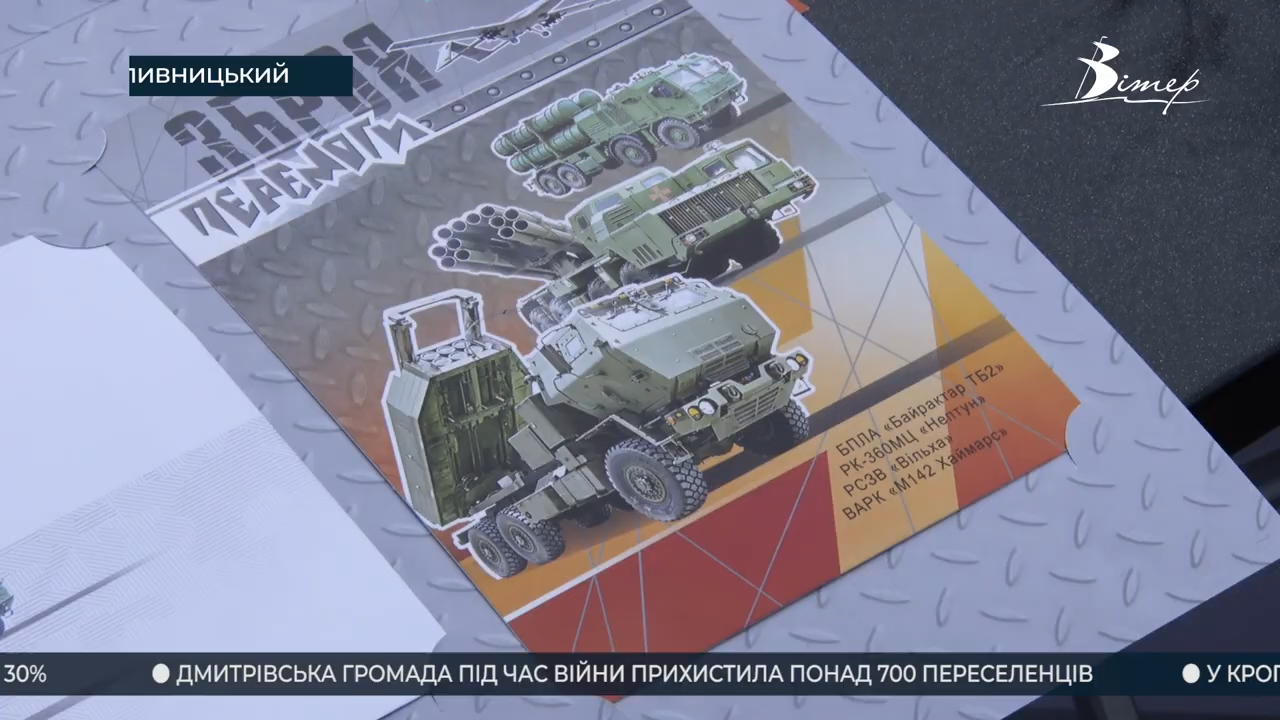 ПИВНИЦЬКИЙ
Вітер
ЗБРОЯ
ПЕРЕМОГИ
БПЛА «Байрактар ТБ2»
РК-360МЦ «Нептун»
РСЗВ «Вільха»
ВАРК «М142 Хаймарс»
30% ● ДМИТРІВСЬКА ГРОМАДА ПІД ЧАС ВІЙНИ ПРИХИСТИЛА ПОНАД 700 ПЕРЕСЕЛЕНЦІВ ● У КРОП